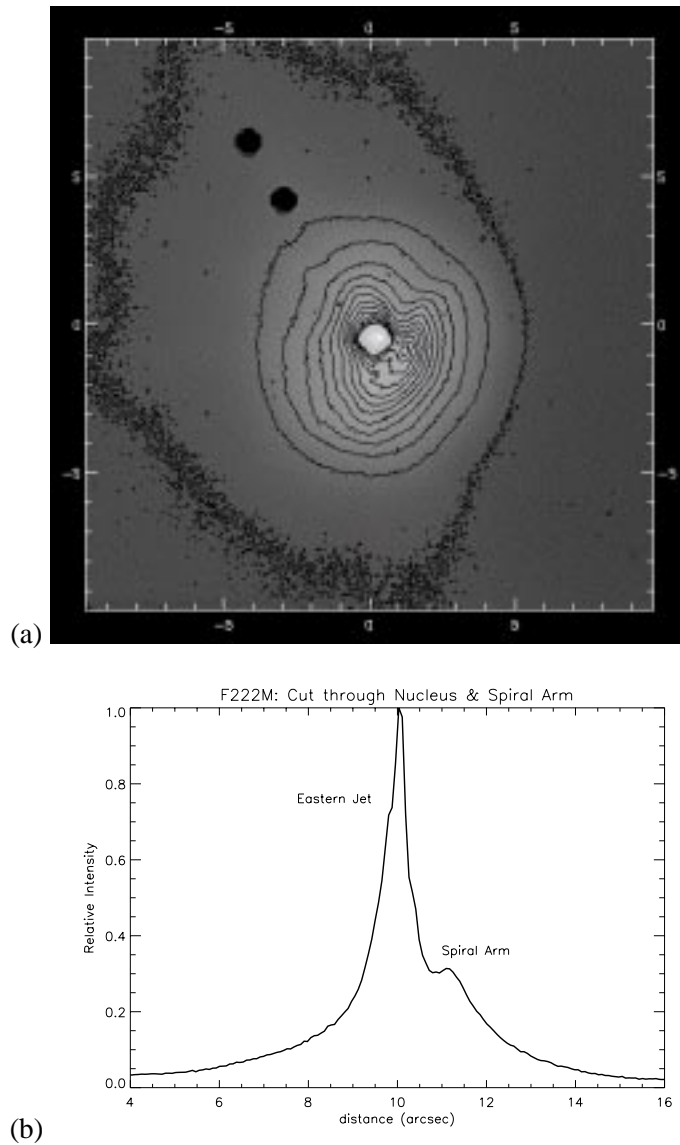 -5 0 5
5 5
0 0
-5 -5
-5 0 5
(a)
F222M: Cut through Nucleus & Spiral Arm
1.0
Eastern Jet
0.8
0.6
Relative Intensity
0.4
Spiral Arm
0.2
0.0
4 6 8 10 12 14 16
distance (arcsec)
(b)